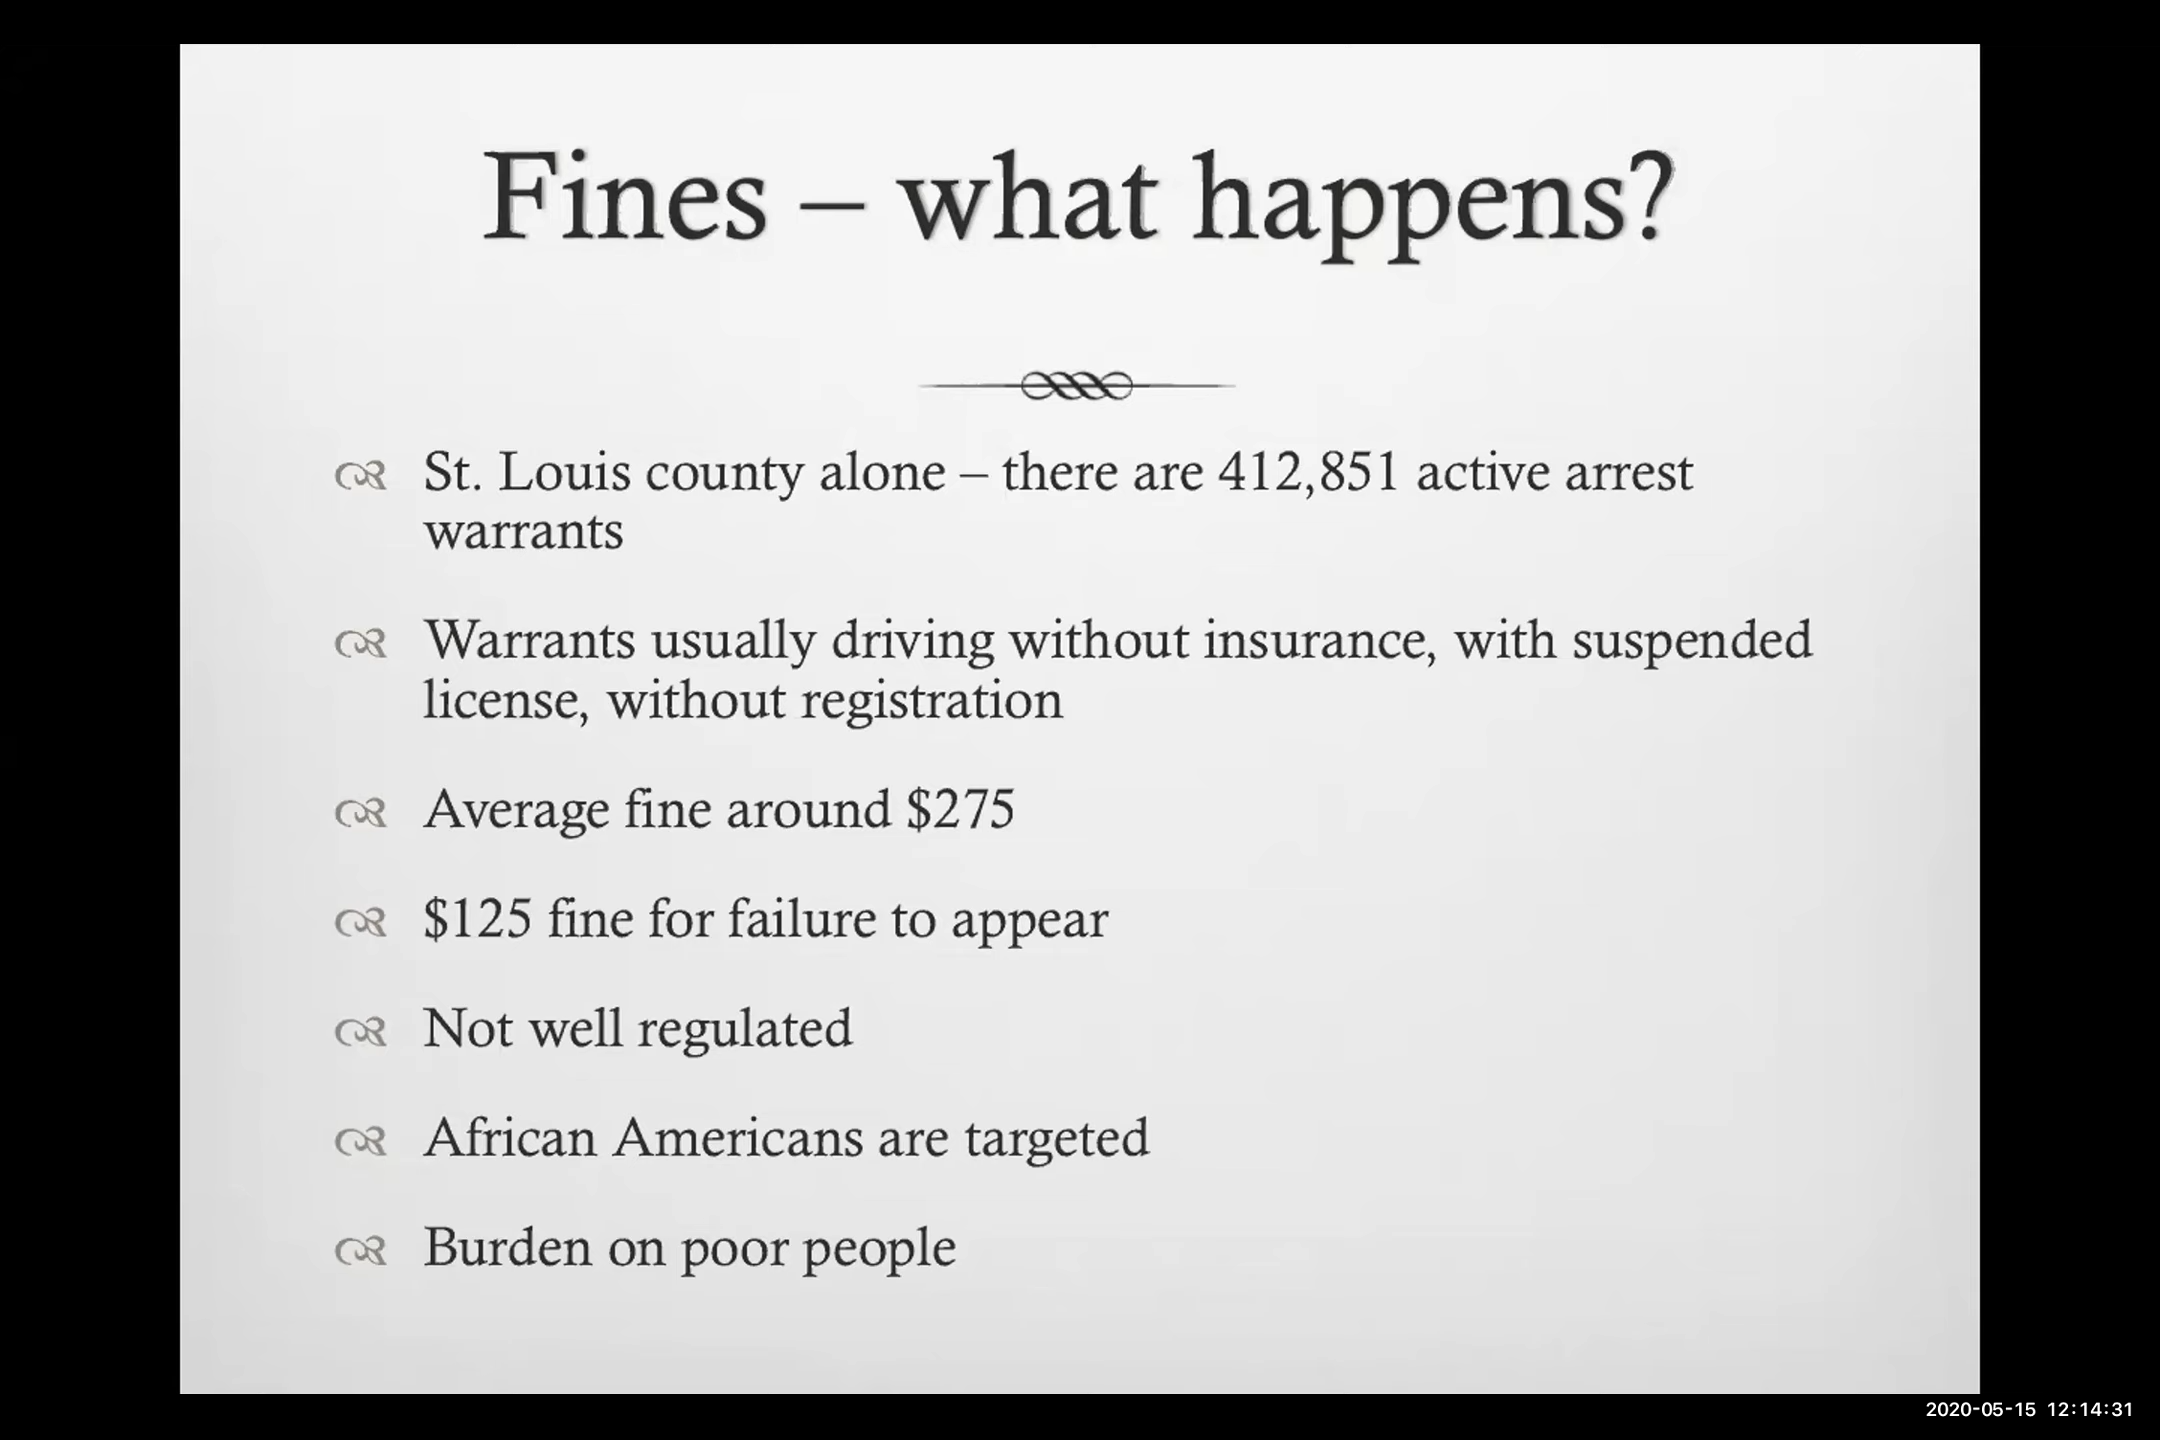 Fines – what happens?
St. Louis county alone – there are 412,851 active arrest
warrants
Warrants usually driving without insurance, with suspended
license, without registration
Average fine around $275
$125 fine for failure to appear
Not well regulated
African Americans are targeted
Burden on poor people
2020-05-15 12:14:31